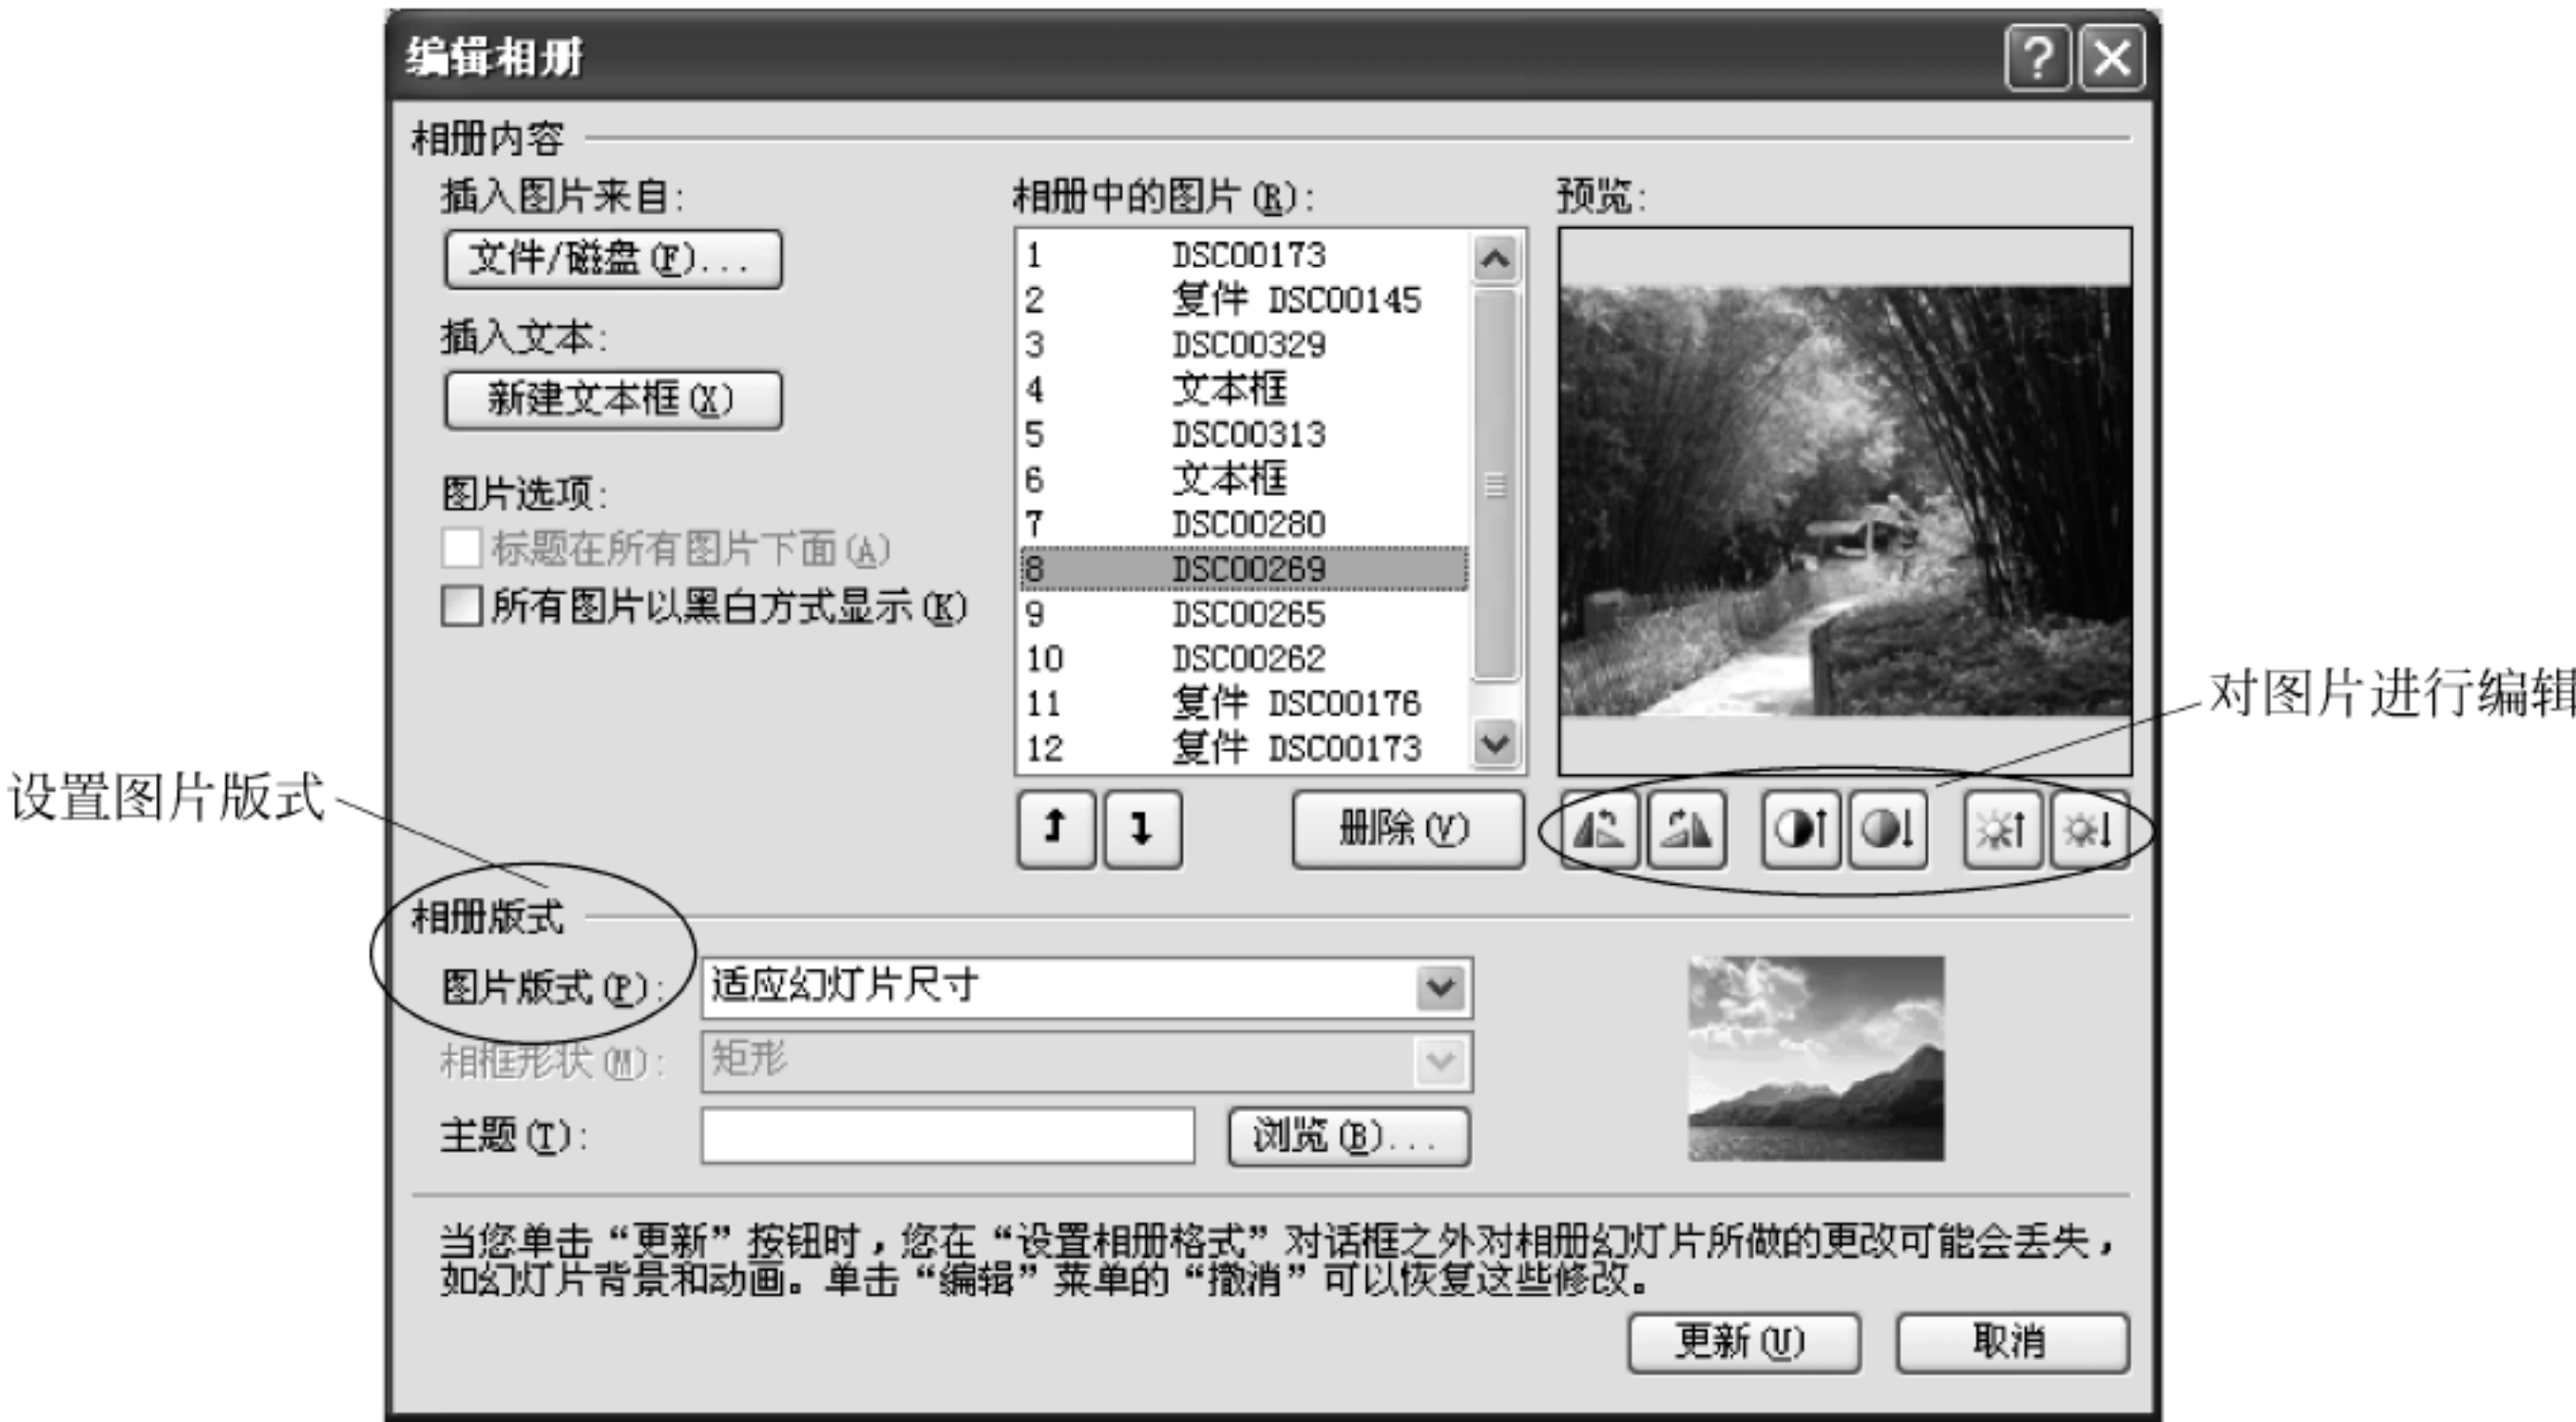 编辑相册
相册内容
插入图片来自:
文件/磁盘(F)...
插入文本:
新建文本框(X)
图片选项:
标题在所有图片下面(A)
所有图片以黑白方式显示(K)
相册中的图片(R):
1 DSC00173
2 复件 DSC00145
3 DSC00329
4 文本框
5 DSC00313
6 文本框
7 DSC00280
8 DSC00269
9 DSC00265
10 DSC00262
11 复件 DSC00176
12 复件 DSC00173
删除(V)
预览:
对图片进行编辑
设置图片版式
相册版式
图片版式(P): 适应幻灯片尺寸
相框形状(M): 矩形
主题(T):
浏览(B)...
当您单击“更新”按钮时，您在“设置相册格式”对话框之外对相册幻灯片所做的更改可能会丢失，
如幻灯片背景和动画。单击“编辑”菜单的“撤消”可以恢复这些修改。
更新(U)
取消